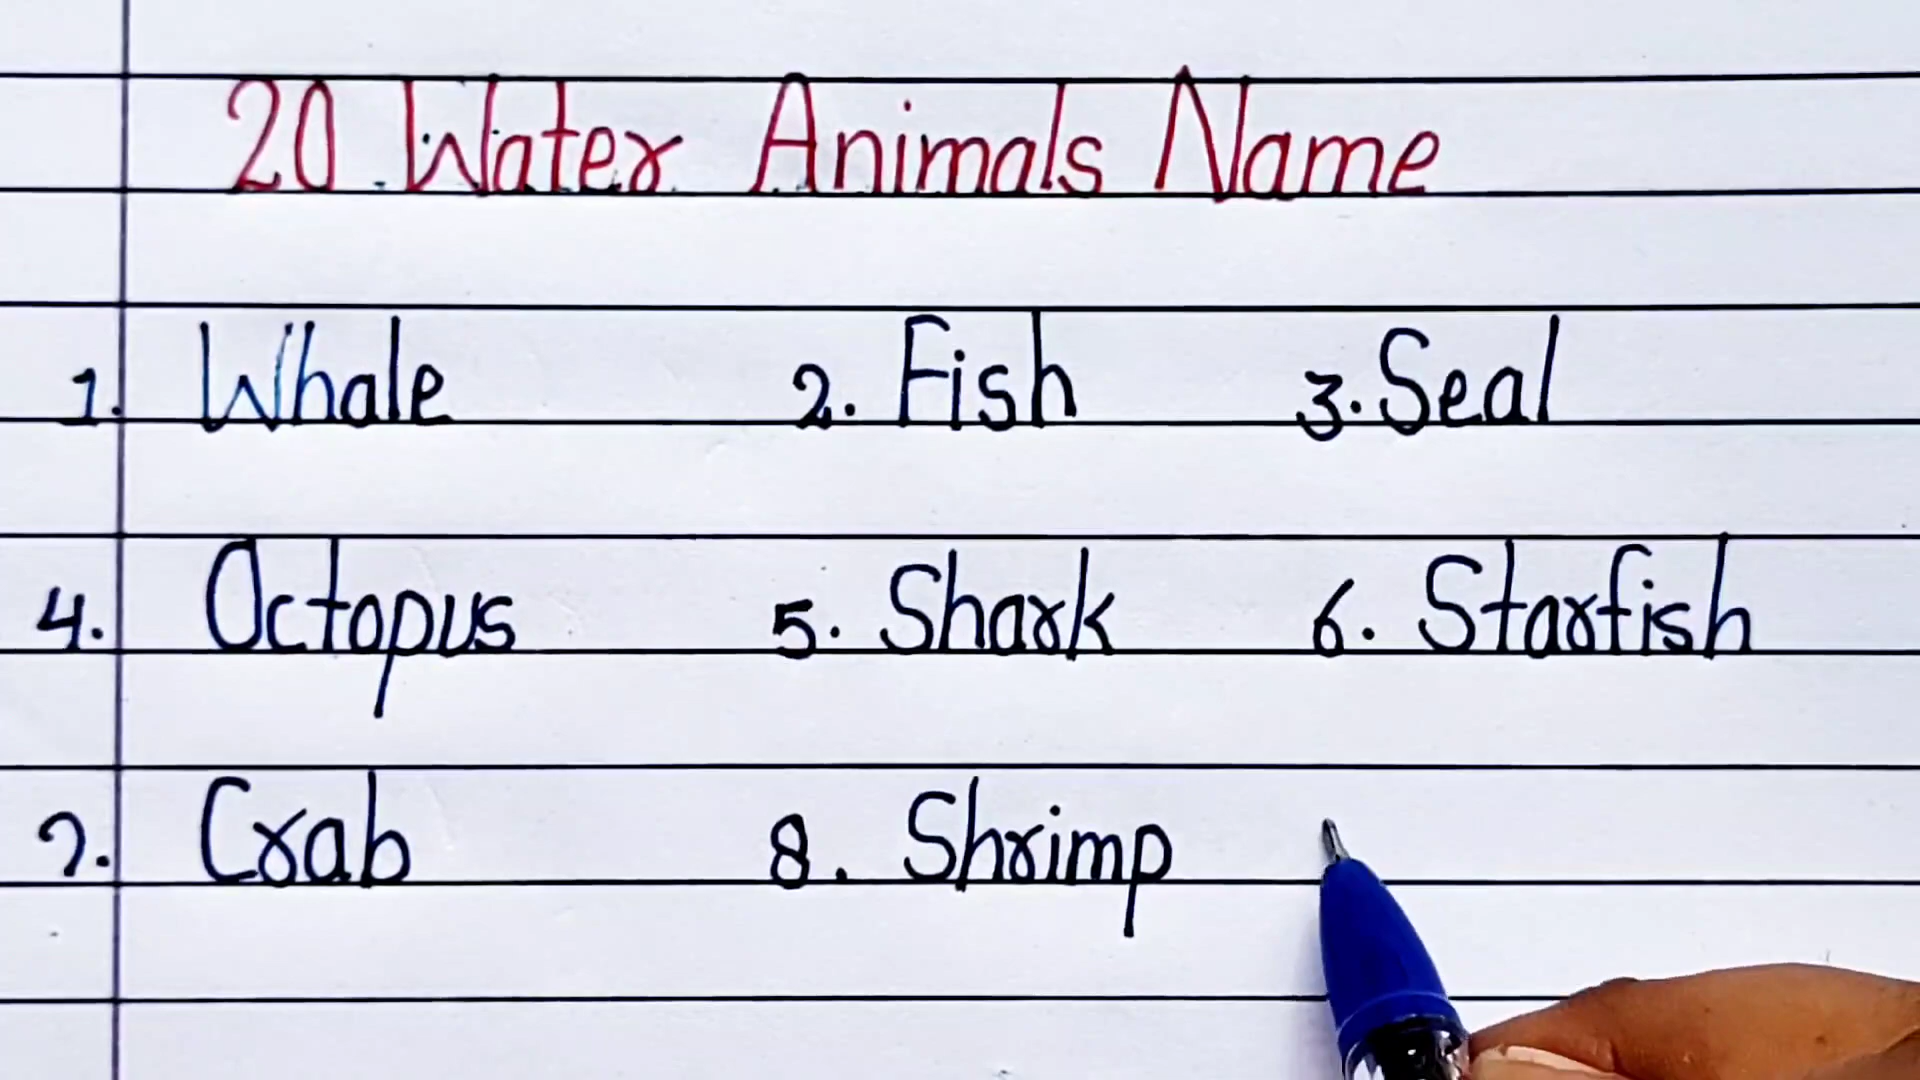 20 Water Animals Name
1. Whale 2. Fish 3. Seal
4. Octopus 5. Shark 6. Starfish
7. Crab 8. Shrimp